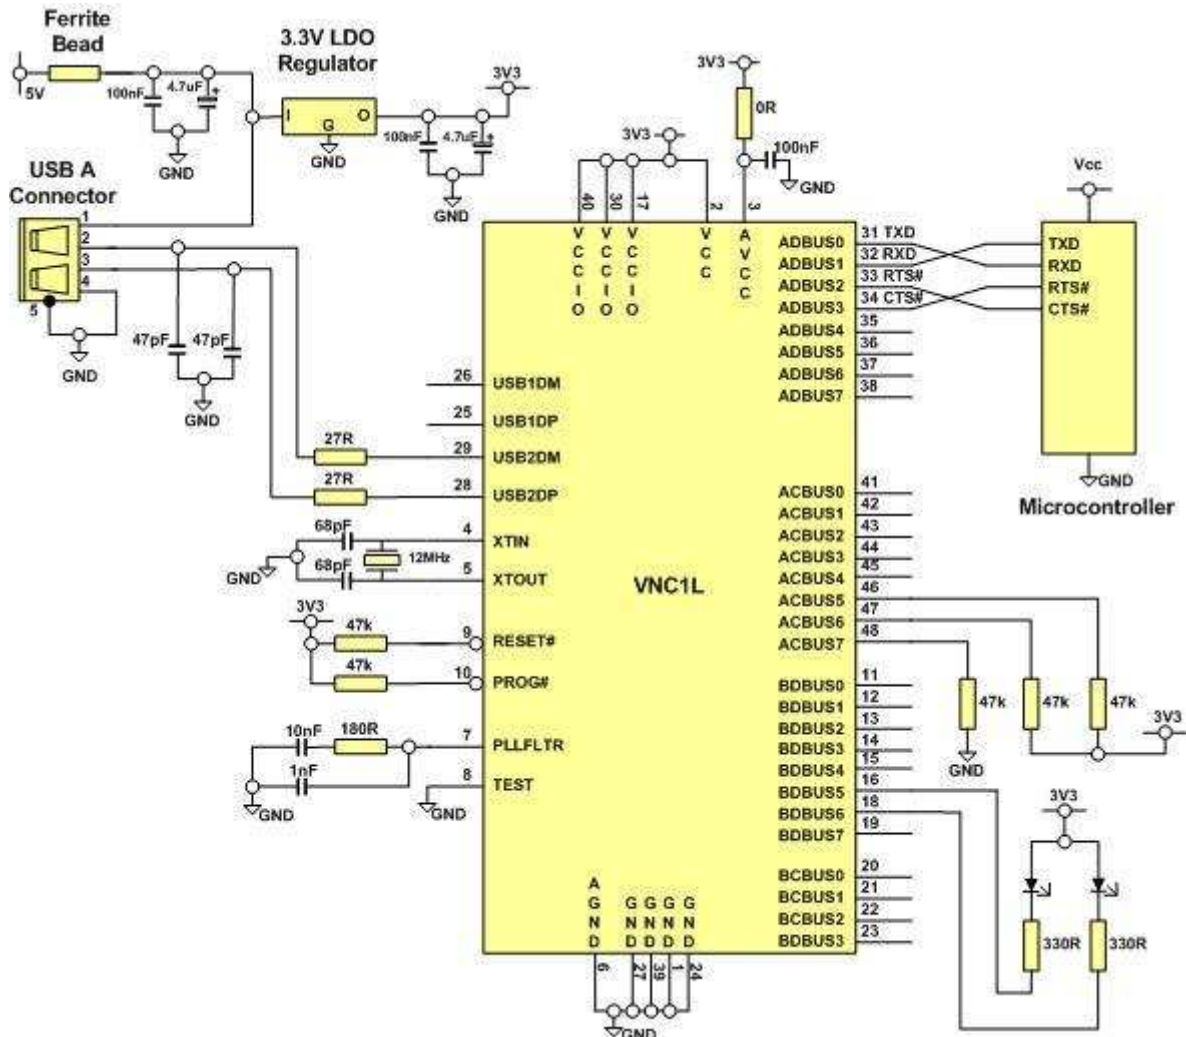 Ferrite
Bead
5V
100nF
4.7uF
+
GND
3.3V LDO
Regulator
I
G
O
GND
100nF
4.7uF
+
3V3
GND
USB A
Connector
1
2
3
4
5
GND
47pF
47pF
GND
3V3
0R
100nF
GND
3V3
40
30
17
2
3
VCCIO
VCCIO
VCCIO
VCC
AVCC
26
USB1DM
25
USB1DP
27R
29
USB2DM
27R
28
USB2DP
68pF
4
XTIN
12MHz
GND
68pF
5
XTOUT
3V3
47k
9
RESET#
47k
10
PROG#
10nF
180R
7
PLLFLTR
1nF
GND
8
TEST
GND
VNC1L
ADBUS0
31 TXD
ADBUS1
32 RXD
ADBUS2
33 RTS#
ADBUS3
34 CTS#
ADBUS4
35
ADBUS5
36
ADBUS6
37
ADBUS7
38
Vcc
TXD
RXD
RTS#
CTS#
GND
Microcontroller
ACBUS0
41
ACBUS1
42
ACBUS2
43
ACBUS3
44
ACBUS4
45
ACBUS5
46
ACBUS6
47
ACBUS7
48
47k
47k
47k
3V3
GND
BDBUS0
11
BDBUS1
12
BDBUS2
13
BDBUS3
14
BDBUS4
15
BDBUS5
16
BDBUS6
18
BDBUS7
19
3V3
330R
330R
BCBUS0
20
BCBUS1
21
BCBUS2
22
BDBUS3
23
AGND
GND
GND
GND
GND
6
27
39
1
24
GND